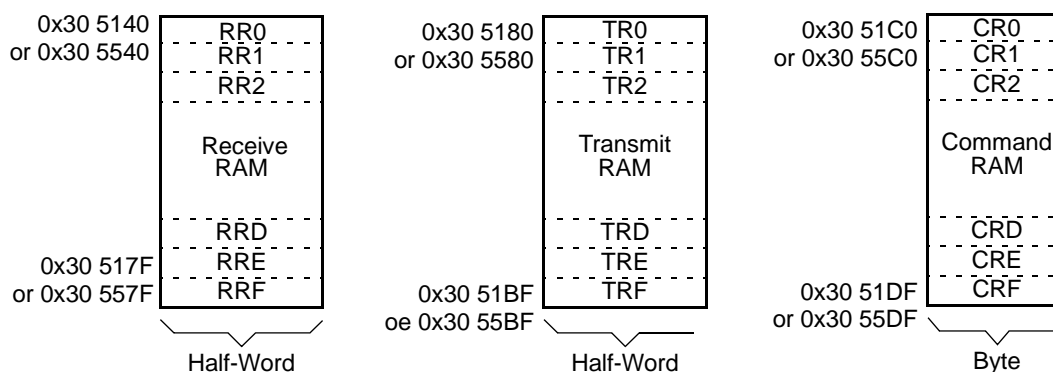 0x30 5140
or 0x30 5540
RR0
RR1
RR2
Receive
RAM
RRD
RRE
RRF
0x30 517F
or 0x30 557F
Half-Word
0x30 5180
or 0x30 5580
TR0
TR1
TR2
Transmit
RAM
TRD
TRE
TRF
0x30 51BF
oe 0x30 55BF
Half-Word
0x30 51C0
or 0x30 55C0
CR0
CR1
CR2
Command
RAM
CRD
CRE
CRF
0x30 51DF
or 0x30 55DF
Byte